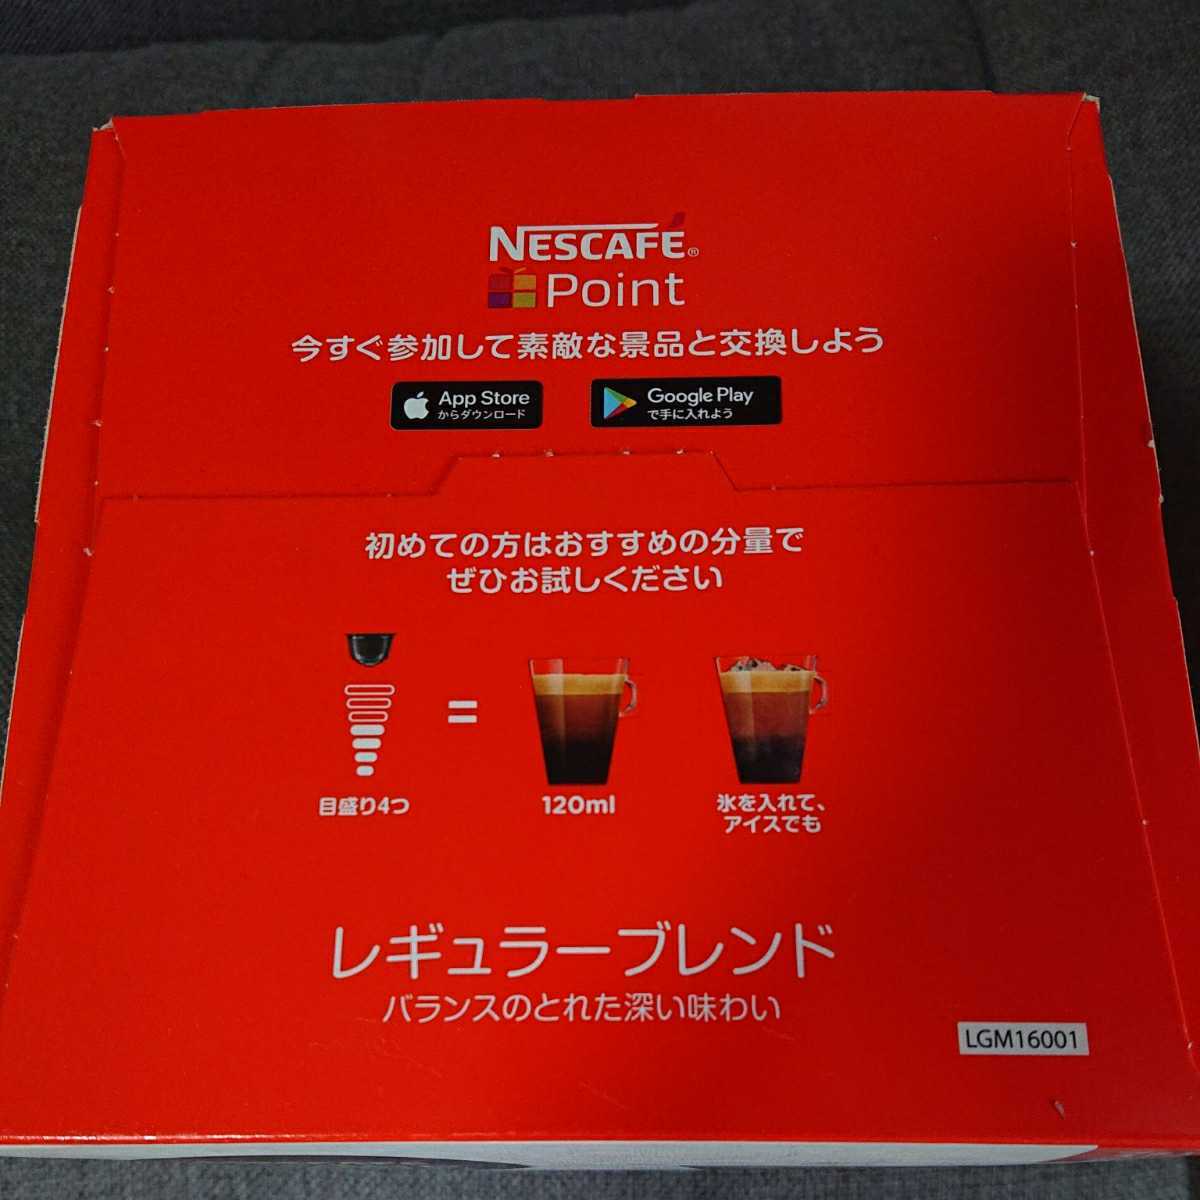 NESCAFÉ®
Point
今すぐ参加して素敵な景品と交換しよう
App Store
からダウンロード
Google Play
で手に入れよう
初めての方はおすすめの分量で
ぜひお試しください
=
目盛り4つ
120ml
氷を入れて、
アイスでも
レギュラーブレンド
バランスのとれた深い味わい
LGM16001